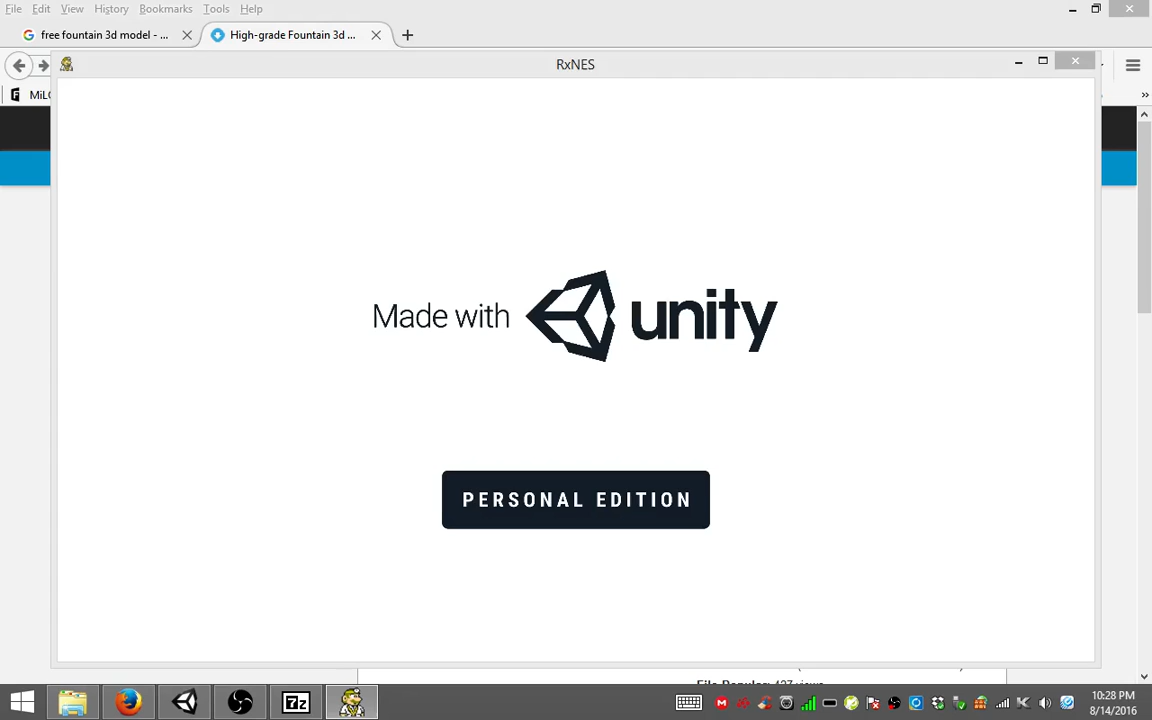 File Edit View History Bookmarks Tools Help
free fountain 3d model - ...
High-grade Fountain 3d ...
RxNES
Made with unity
PERSONAL EDITION
7z
10:28 PM
8/14/2016